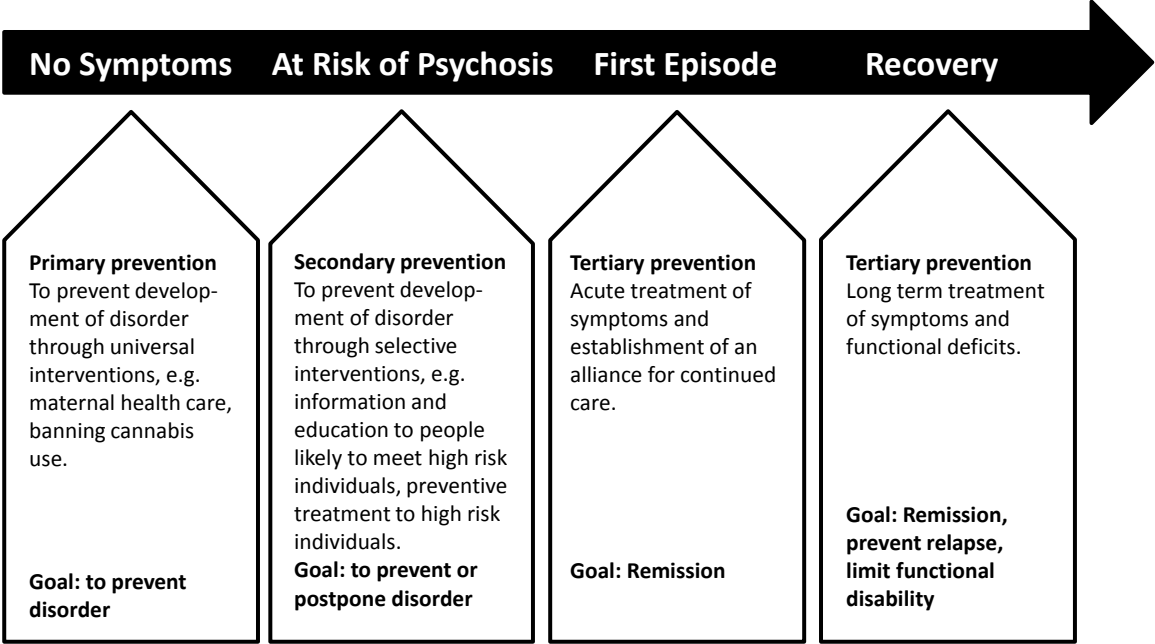 No Symptoms At Risk of Psychosis First Episode Recovery
Primary prevention
To prevent develop-
ment of disorder
through universal
interventions, e.g.
maternal health care,
banning cannabis
use.
Goal: to prevent
disorder
Secondary prevention
To prevent develop-
ment of disorder
through selective
interventions, e.g.
information and
education to people
likely to meet high risk
individuals, preventive
treatment to high risk
individuals.
Goal: to prevent or
postpone disorder
Tertiary prevention
Acute treatment of
symptoms and
establishment of an
alliance for continued
care.
Goal: Remission
Tertiary prevention
Long term treatment
of symptoms and
functional deficits.
Goal: Remission,
prevent relapse,
limit functional
disability